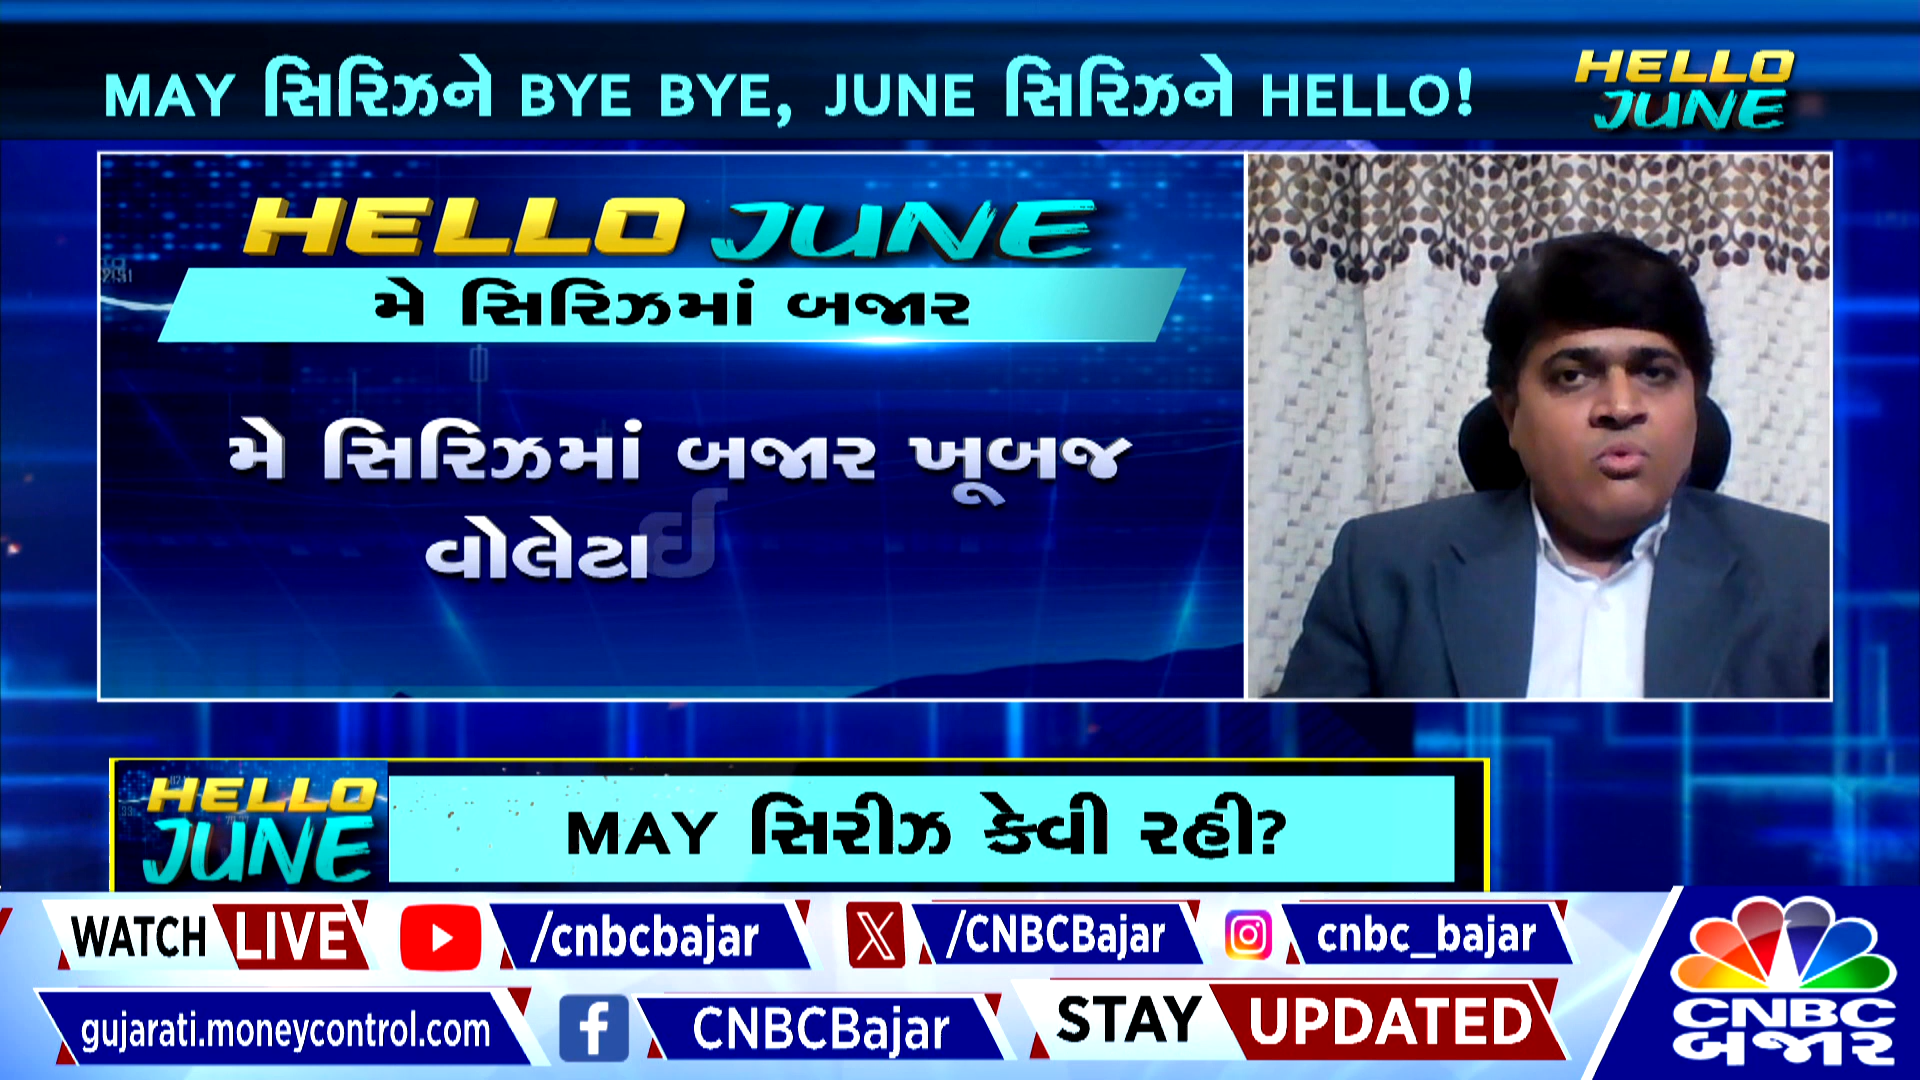 MAY સિરિઝને BYE BYE, JUNE સિરિઝને HELLO!
HELLO
JUNE
HELLO JUNE
મે સિરિઝમાં બજાર
મે સિરિઝમાં બજાર ખૂબજ
વોલેટાઈ
HELLO
JUNE
MAY સિરીઝ કેવી રહી?
WATCH LIVE /cnbcbajar /CNBCBajar cnbc_bajar
gujarati.moneycontrol.com CNBCBajar STAY UPDATED
CNBC
બજાર